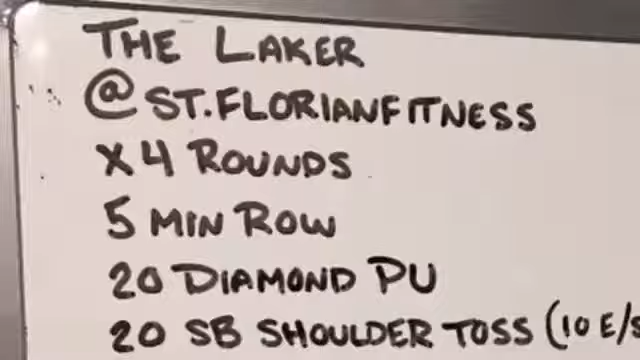 THE LAKER
@ST.FLORIANFITNESS
X4 ROUNDS
5 MIN ROW
20 DIAMOND PU
20 SB SHOULDER TOSS (10 E/S